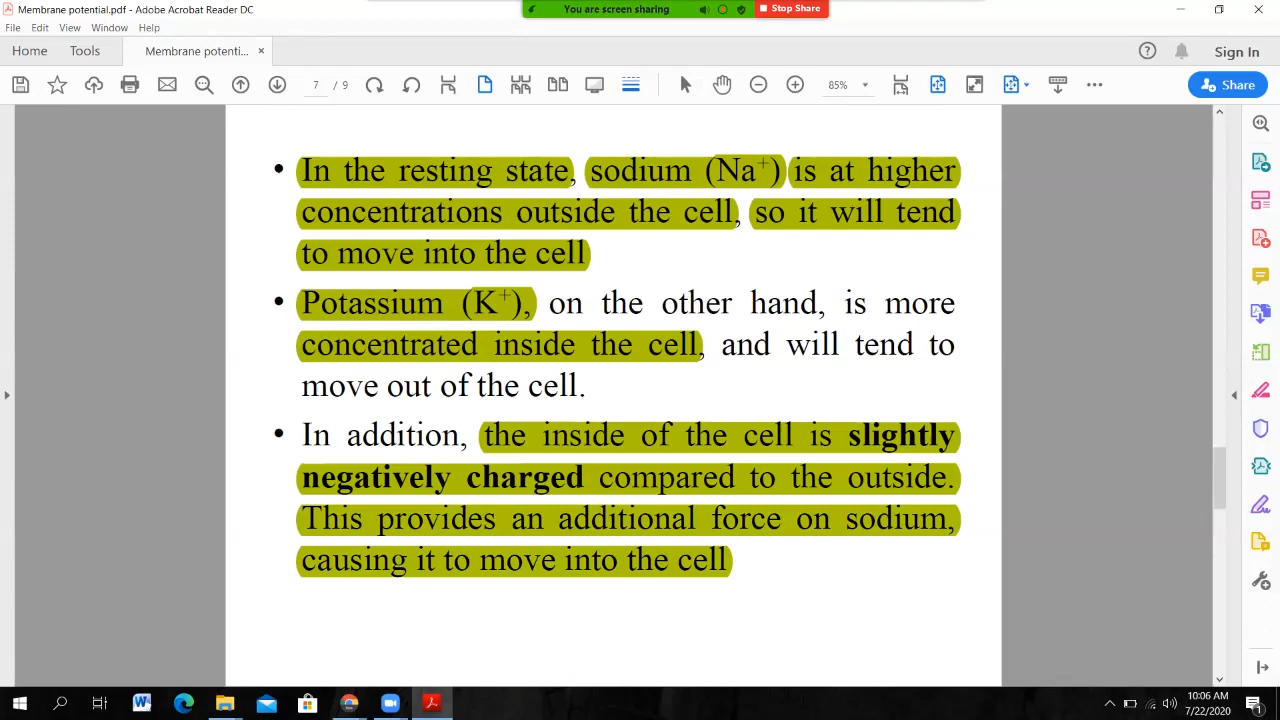 Membrane potential.pdf - Adobe Acrobat Reader DC
You are screen sharing
Stop Share
File Edit View Window Help
Home Tools Membrane potenti... × Sign In
7 / 9 85% Share
• In the resting state, sodium (Na⁺) is at higher
concentrations outside the cell, so it will tend
to move into the cell
• Potassium (K⁺), on the other hand, is more
concentrated inside the cell, and will tend to
move out of the cell.
• In addition, the inside of the cell is slightly
negatively charged compared to the outside.
This provides an additional force on sodium,
causing it to move into the cell
10:06 AM
7/22/2020